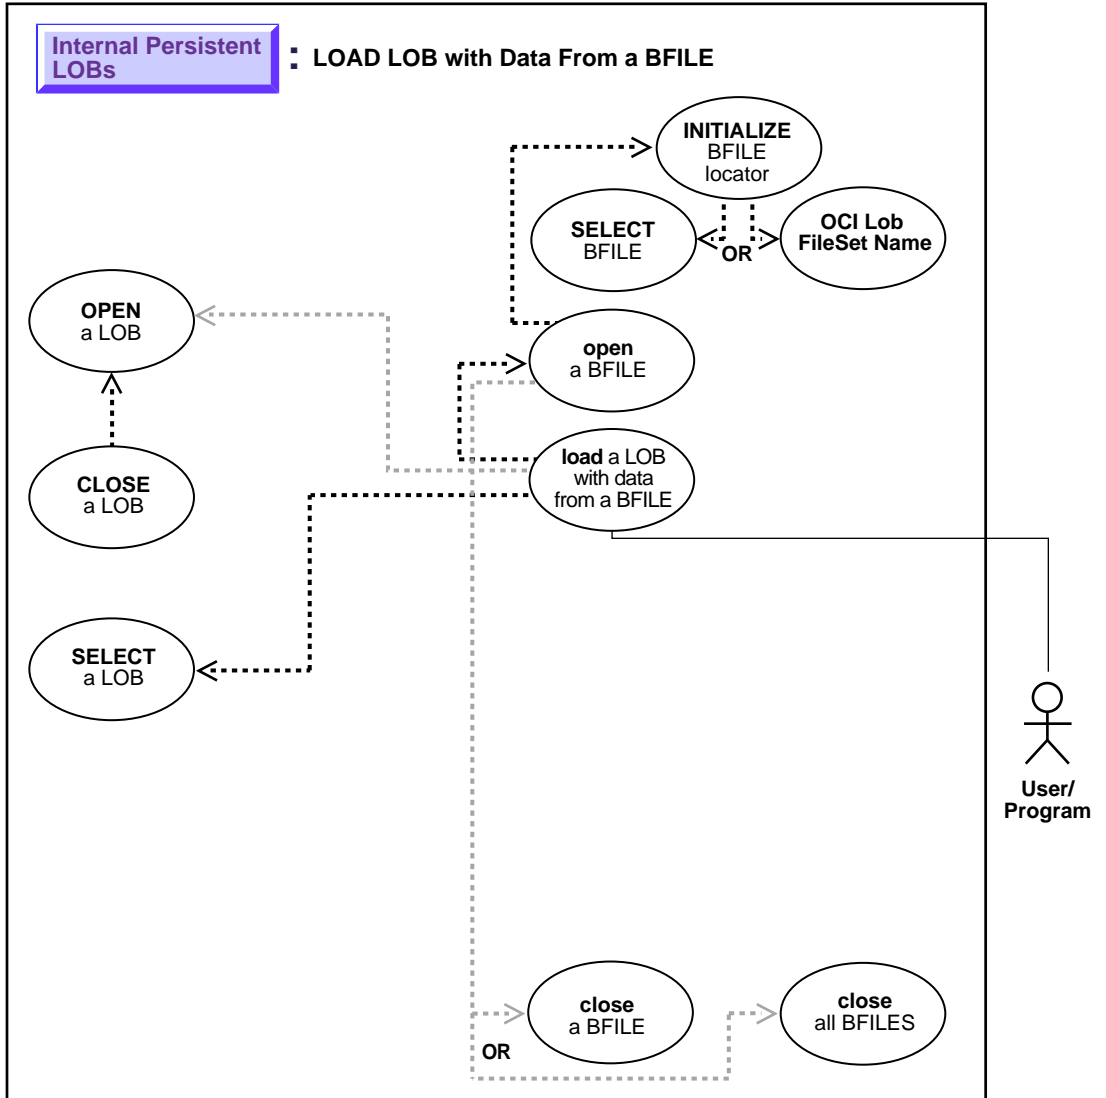 Internal Persistent
LOBs
: LOAD LOB with Data From a BFILE
INITIALIZE
BFILE
locator
SELECT
BFILE
OR
OCI Lob
FileSet Name
OPEN
a LOB
open
a BFILE
load a LOB
with data
from a BFILE
CLOSE
a LOB
SELECT
a LOB
User/
Program
close
a BFILE
close
all BFILES
OR